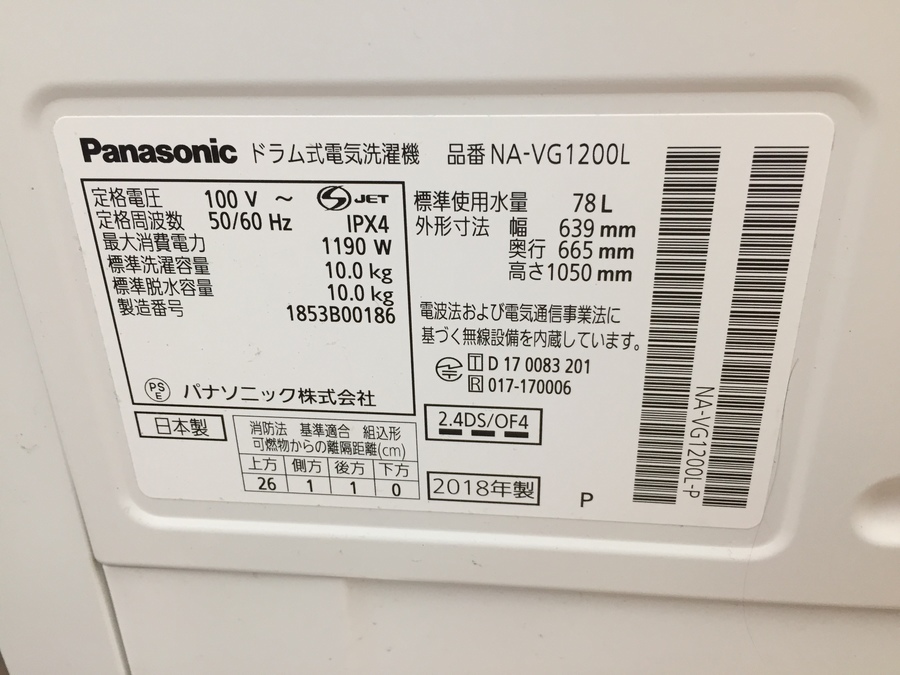 Panasonic ドラム式電気洗濯機 品番 NA-VG1200L
定格電圧 100 V ～ S JET
定格周波数 50/60 Hz IPX4
最大消費電力 1190 W
標準洗濯容量 10.0 kg
標準脱水容量 10.0 kg
製造番号 1853B00186
PS E パナソニック株式会社
標準使用水量 78 L
外形寸法 幅 639 mm
奥行 665 mm
高さ 1050 mm
電波法および電気通信事業法に
基づく無線設備を内蔵しています。
T D 17 0083 201
R 017-170006
日本製
消防法 基準適合 組込形
可燃物からの離隔距離(cm)
上方 側方 後方 下方
26 1 1 0
2.4DS/OF4
2018年製
P
NA-VG1200L-P